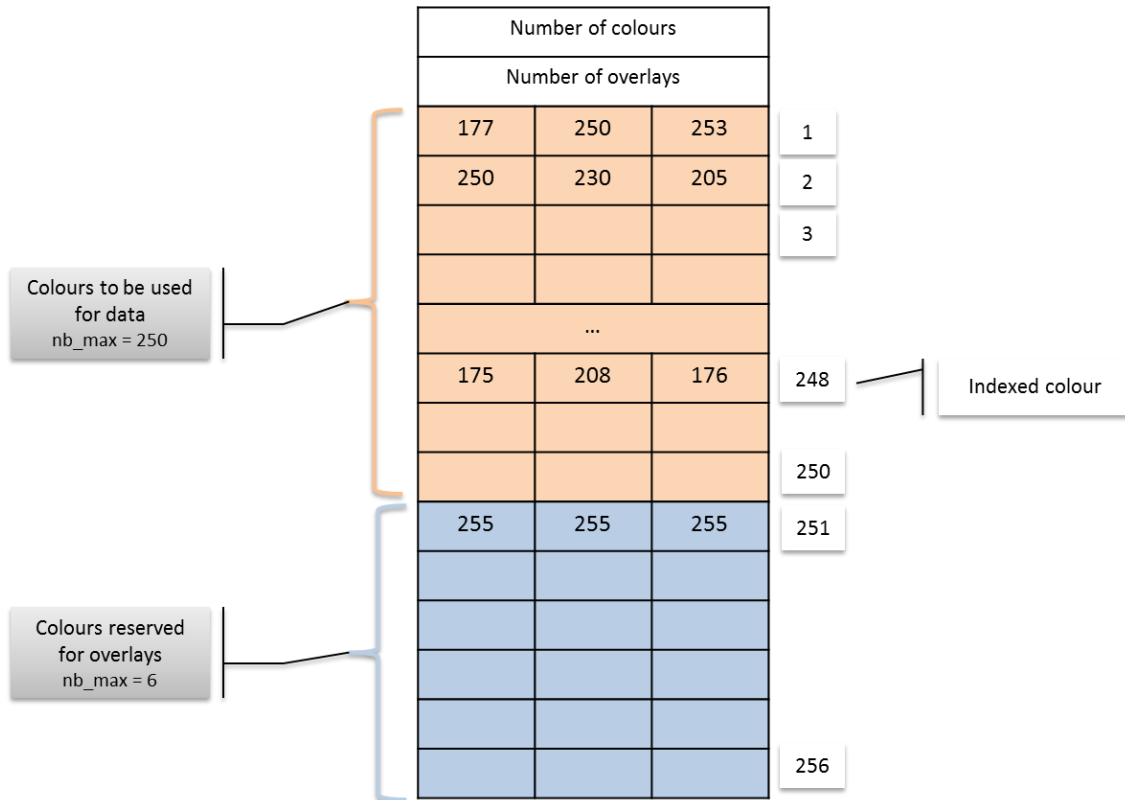 Number of colours
Number of overlays
177 250 253 1
250 230 205 2
3
Colours to be used
for data
nb_max = 250
...
175 208 176 248 Indexed colour
250
255 255 255 251
Colours reserved
for overlays
nb_max = 6
256